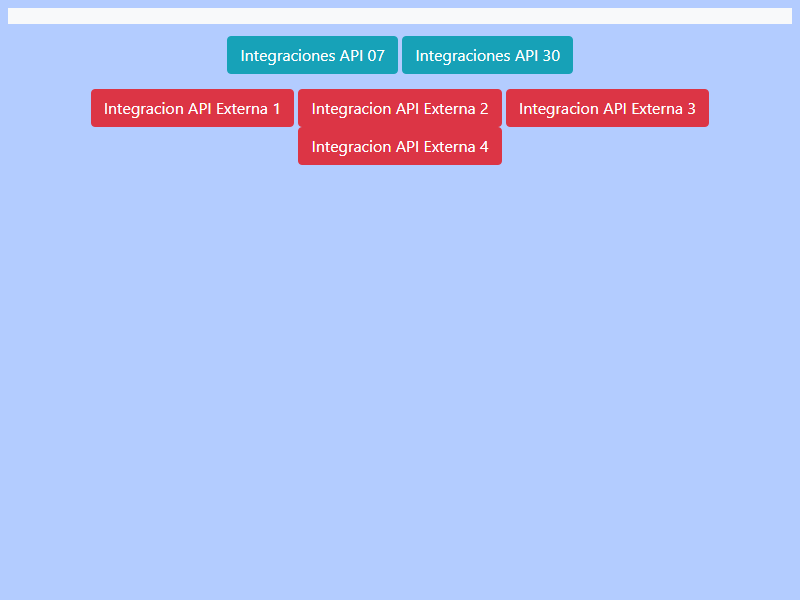 Integraciones API 07 Integraciones API 30
Integracion API Externa 1 Integracion API Externa 2 Integracion API Externa 3
Integracion API Externa 4